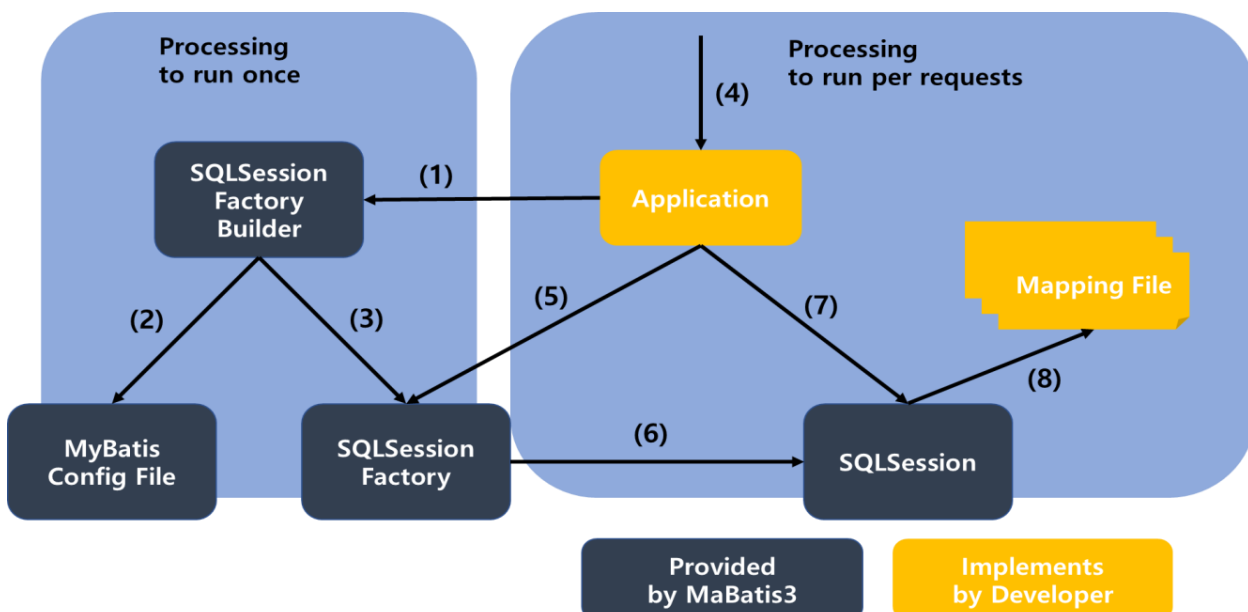 Processing
to run once
Processing
to run per requests
(4)
SQLSession
Factory
Builder
(1)
Application
Mapping File
(2)
(3)
(5)
(7)
(8)
MyBatis
Config File
SQLSession
Factory
(6)
SQLSession
Provided
by MaBatis3
Implements
by Developer